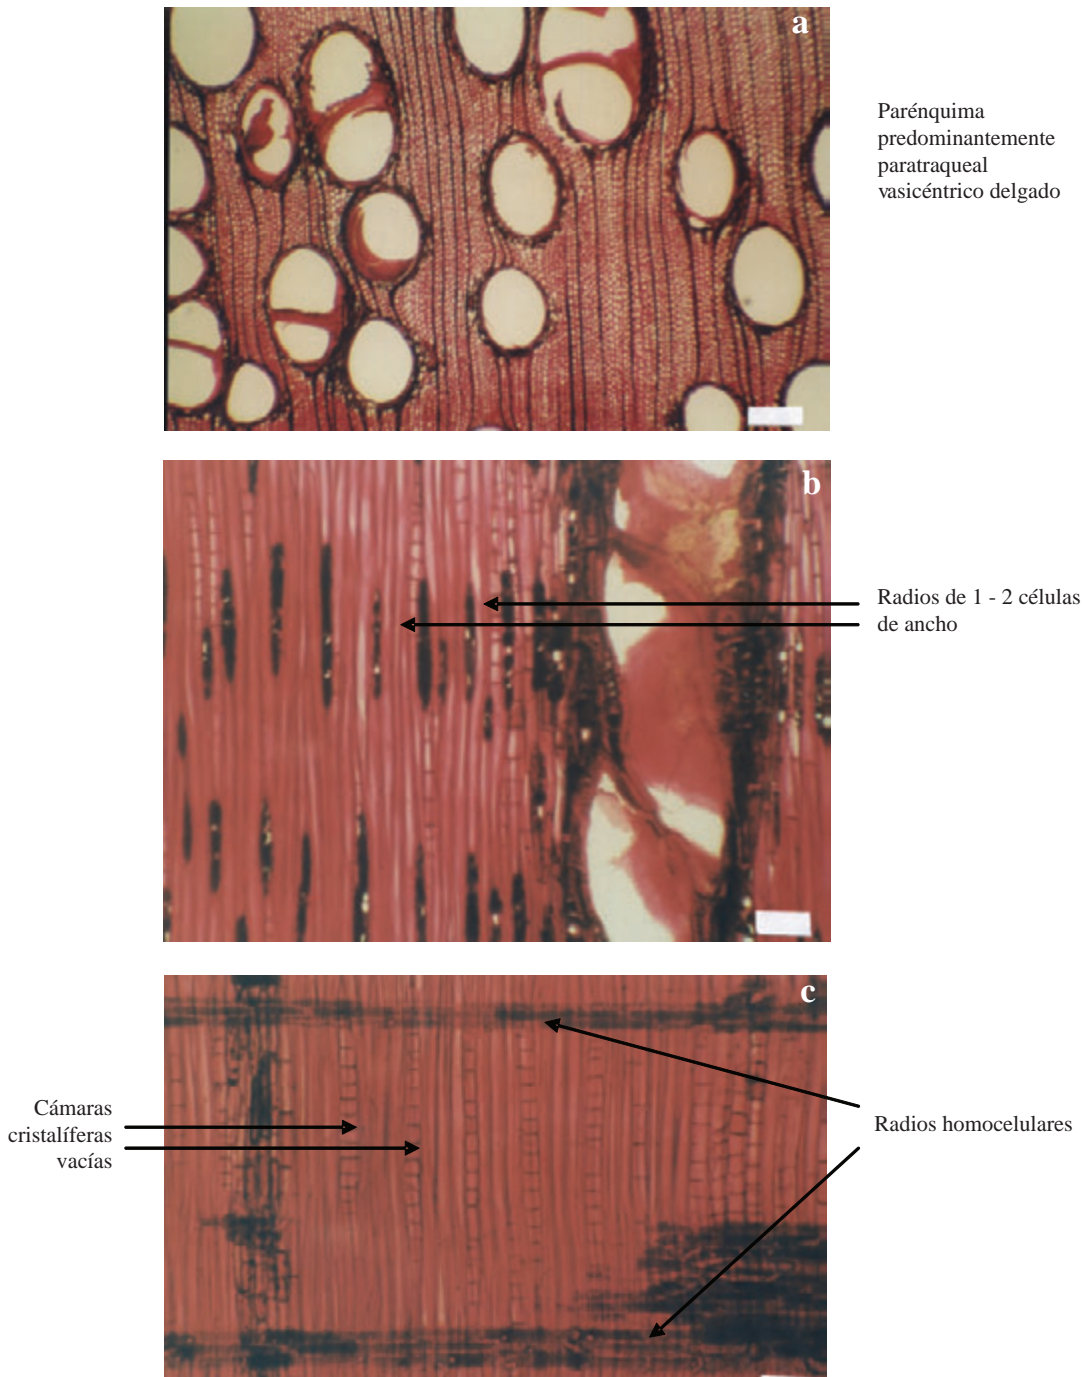 a
Parénquima
predominantemente
paratraqueal
vasicéntrico delgado
b
Radios de 1 - 2 células
de ancho
c
Cámaras
cristalíferas
vacías
Radios homocelulares